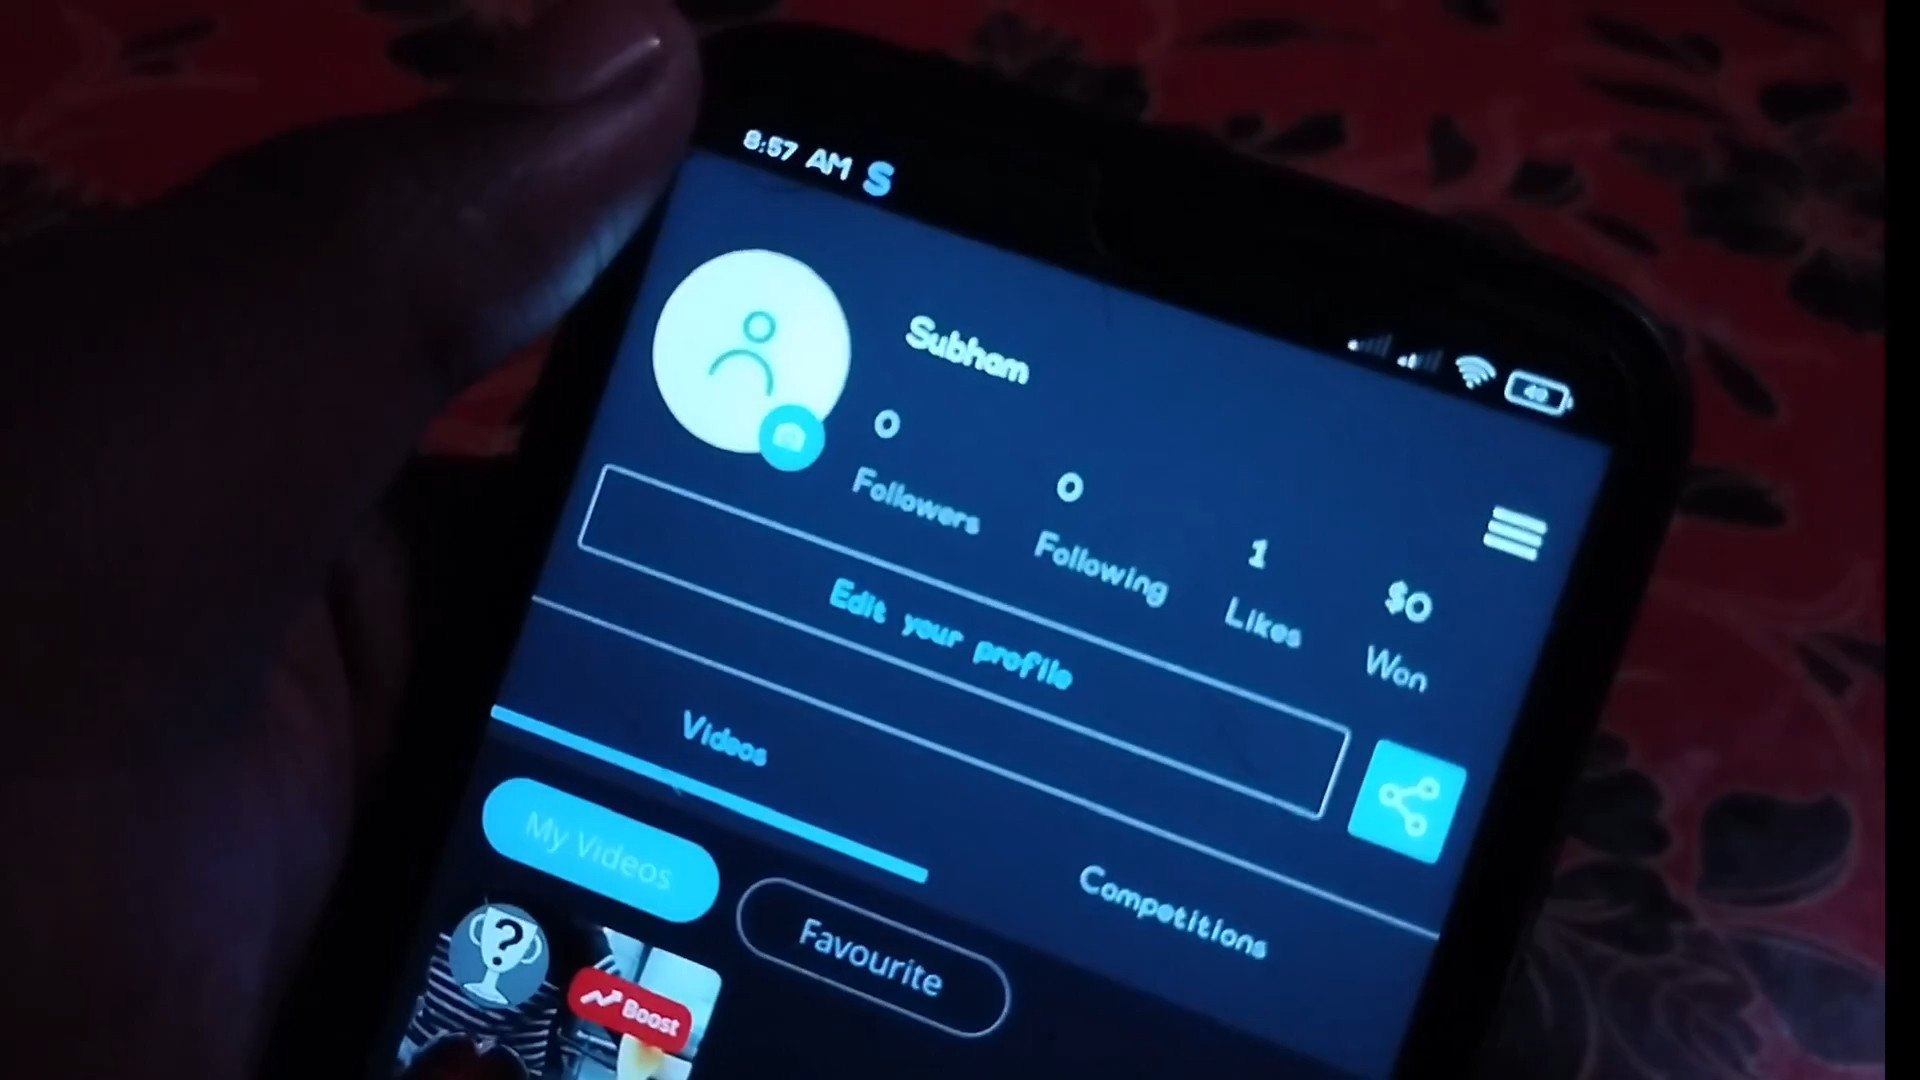 8:57 AM S
49
Subham
0
Followers
0
Following
1
Likes
$0
Won
Edit your profile
Videos
Competitions
My Videos
Favourite
?
Boost